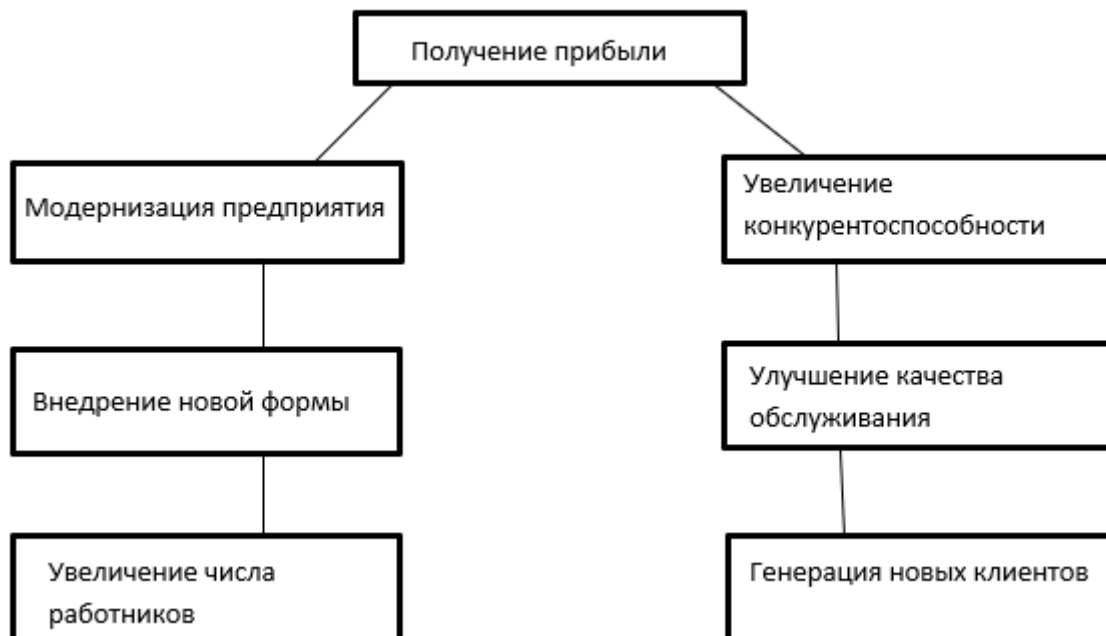 Получение прибыли
Модернизация предприятия
Увеличение
конкурентоспособности
Внедрение новой формы
Улучшение качества
обслуживания
Увеличение числа
работников
Генерация новых клиентов